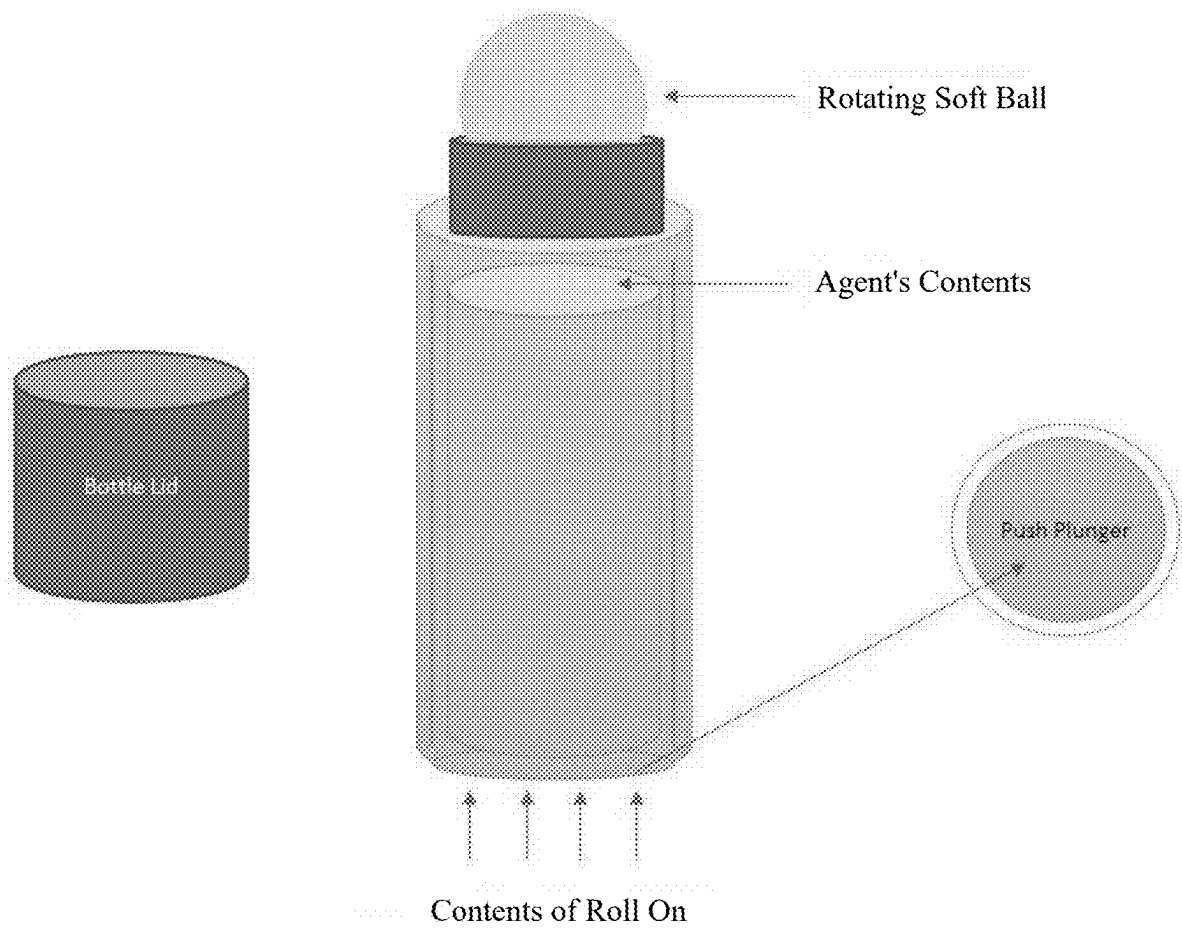 Rotating Soft Ball
Agent's Contents
Bottle Lid
Push Plunger
Contents of Roll On